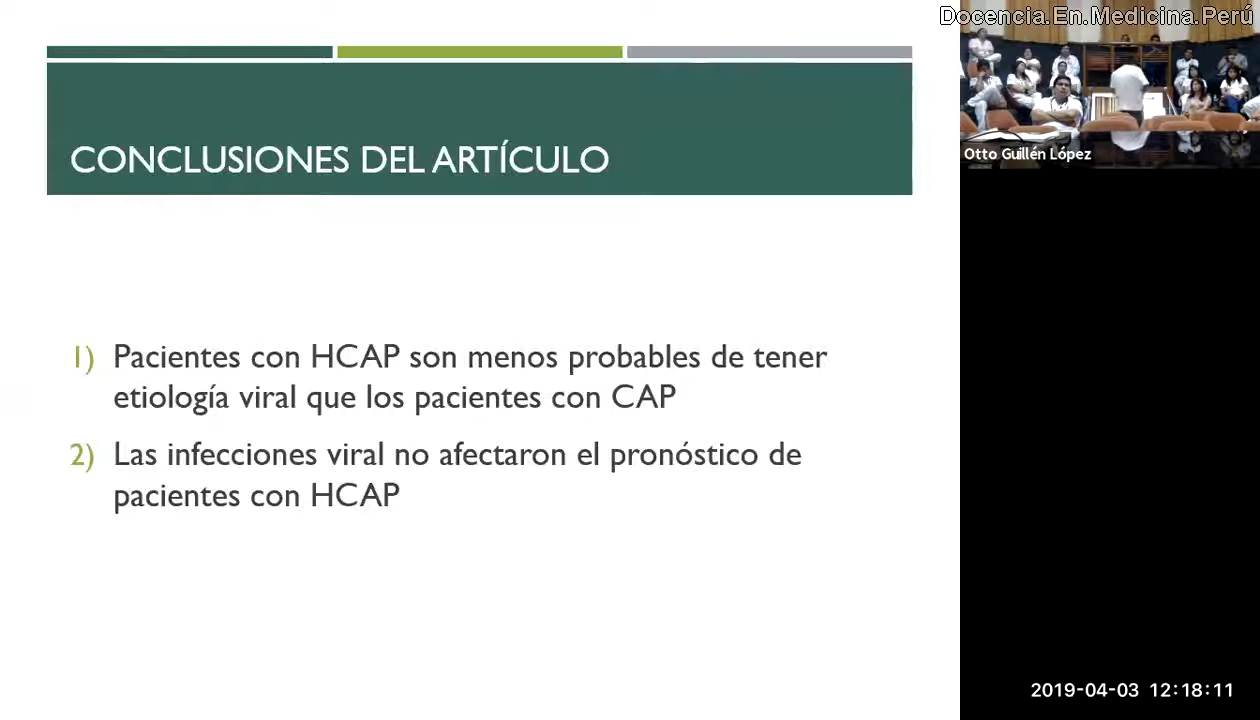 Docencia.En.Medicina.Perú
CONCLUSIONES DEL ARTÍCULO
Otto Guillén López
1) Pacientes con HCAP son menos probables de tener
etiología viral que los pacientes con CAP
2) Las infecciones viral no afectaron el pronóstico de
pacientes con HCAP
2019-04-03 12:18:11